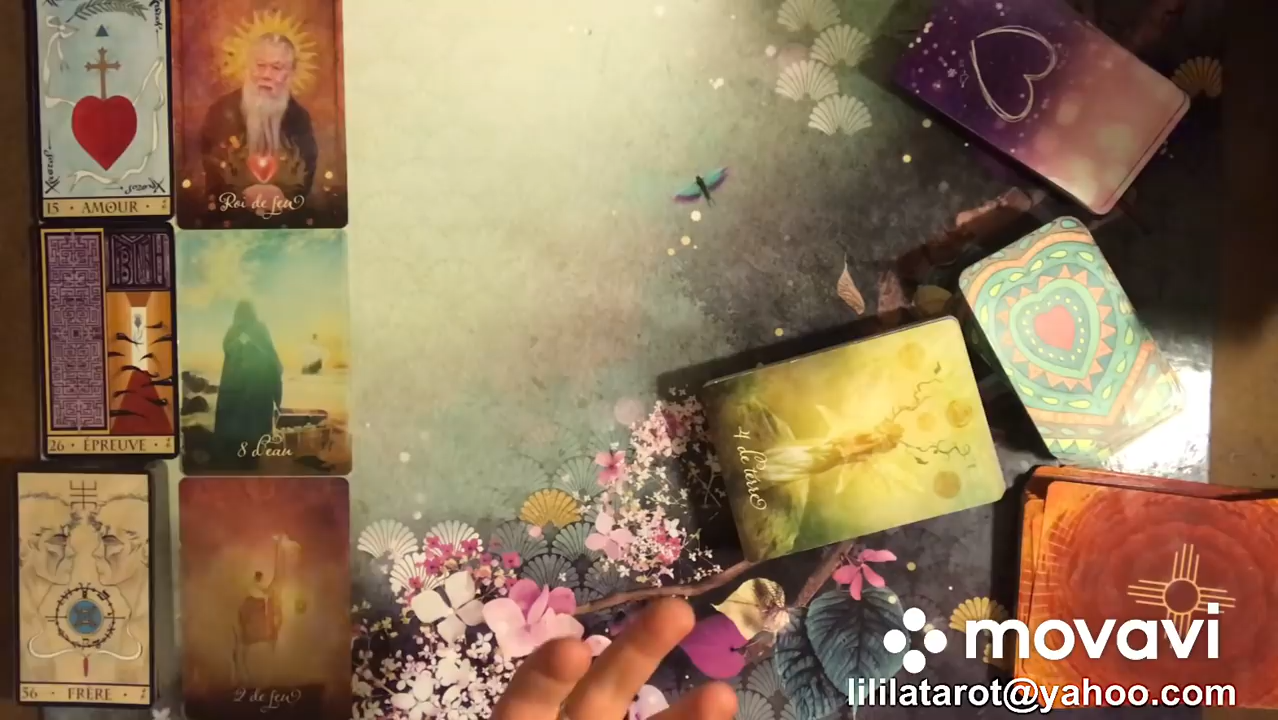 15 • AMOUR •
Roi de feu
26 • ÉPREUVE •
8 d'eau
56 • FRÈRE •
2 de feu
4 de terre
movavi
lililatarot@yahoo.com